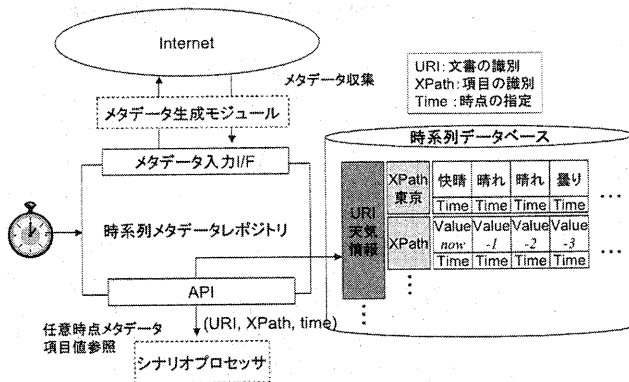 Internet
メタデータ収集
URI:文書の識別
XPath:項目の識別
Time:時点の指定
メタデータ生成モジュール
時系列データベース
メタデータ入力I/F
URI
天気
情報
XPath
東京
快晴 晴れ 晴れ 曇り
Time Time Time Time
...
XPath
Value Value Value Value
now -1 -2 -3
Time Time Time Time
...
時系列メタデータレポジトリ
API
任意時点メタデータ
項目値参照
(URI, XPath, time)
シナリオプロセッサ